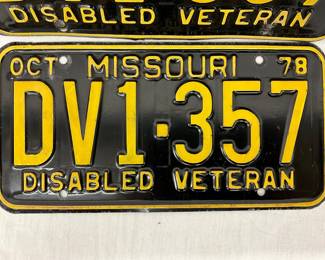 DISABLED VETERAN
OCT MISSOURI 78
DV1·357
DISABLED VETERAN